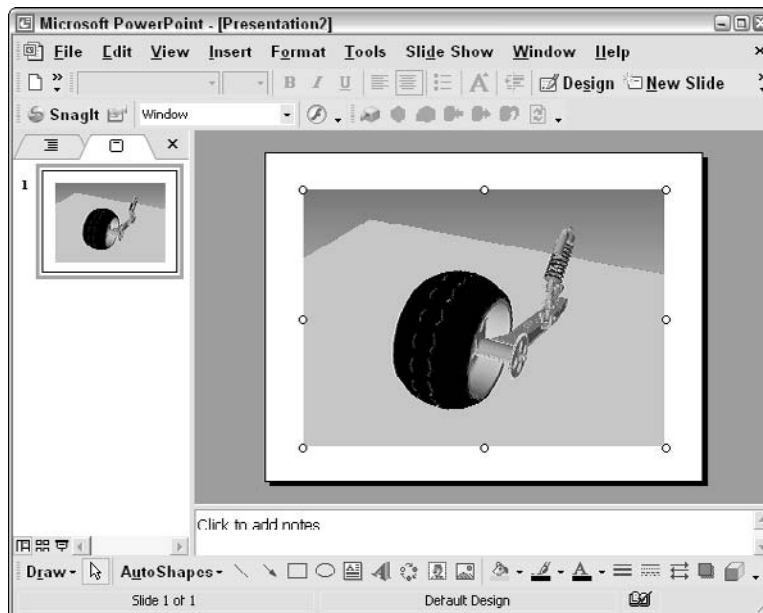 Microsoft PowerPoint - [Presentation2]
File Edit View Insert Format Tools Slide Show Window Help
B I U A Design New Slide
SnagIt Window
1
Click to add notes
Draw AutoShapes A
Slide 1 of 1 Default Design